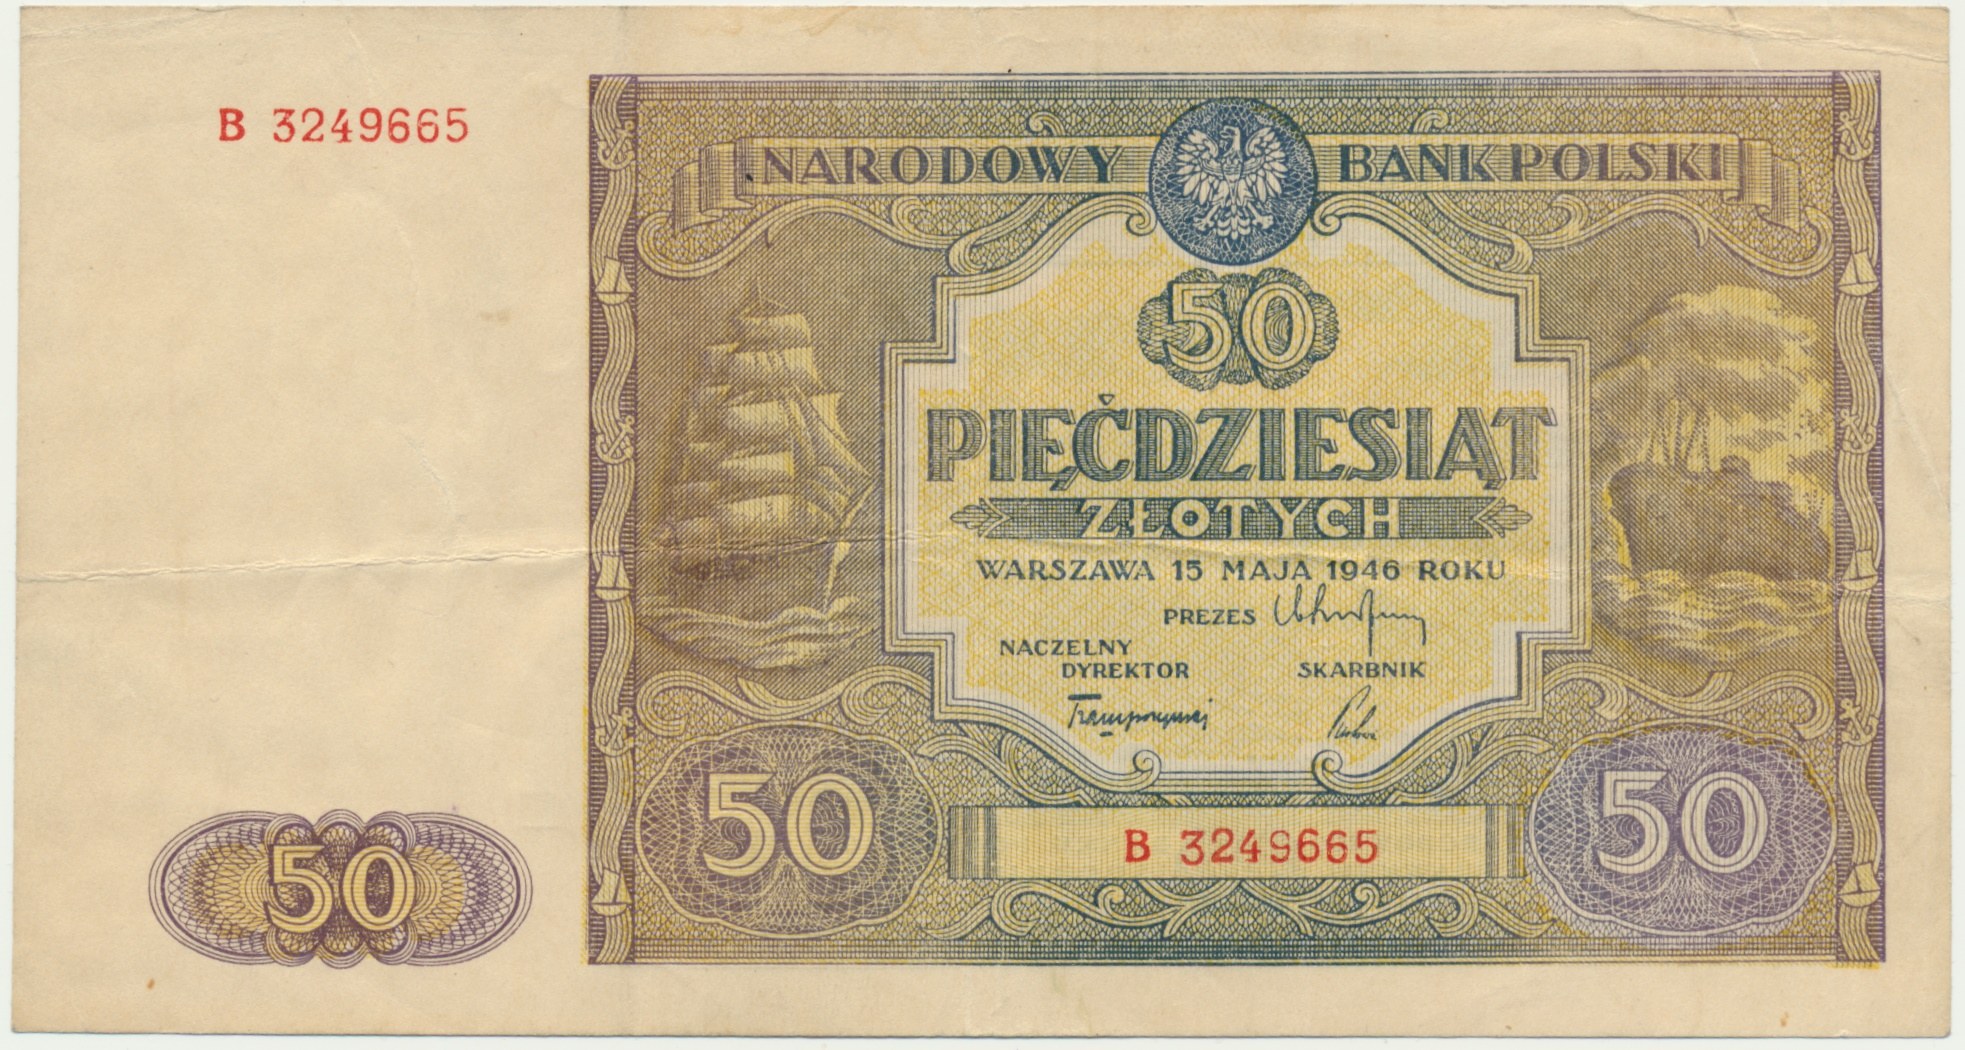 B 3249665
NARODOWY BANK POLSKI
50
PIĘĆDZIESIĄT
ZŁOTYCH
WARSZAWA 15 MAJA 1946 ROKU
PREZES
NACZELNY
DYREKTOR
SKARBNIK
50
50
50
B 3249665